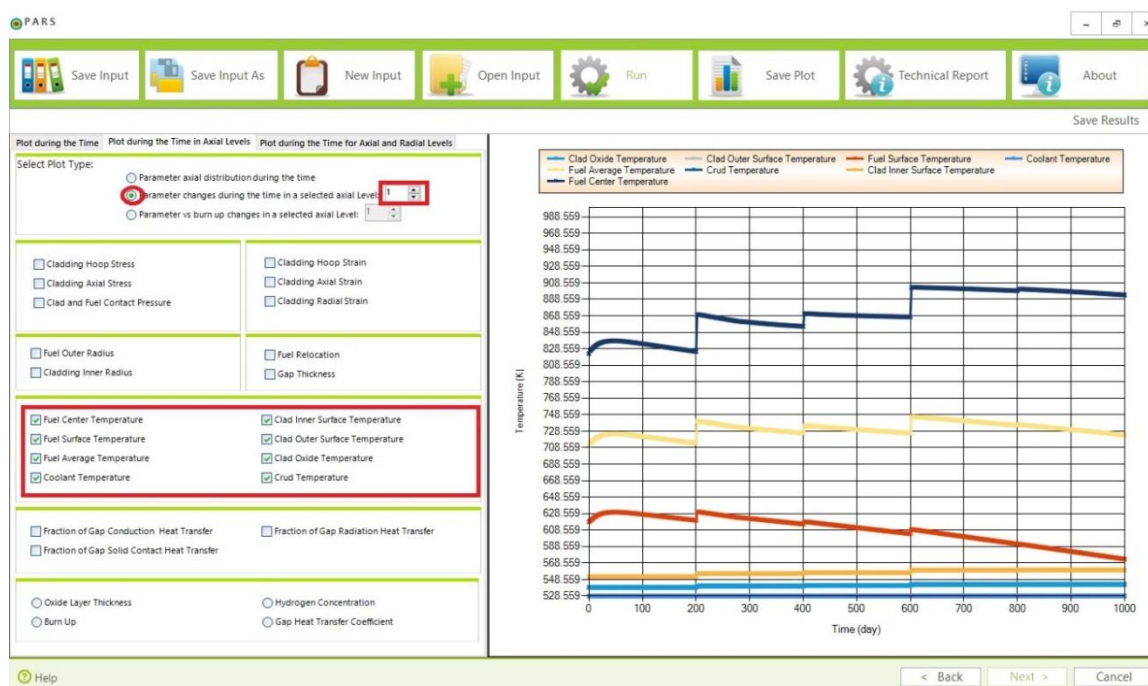 PARS
Save Input
Save Input As
New Input
Open Input
Run
Save Plot
Technical Report
About
Save Results
Plot during the Time
Plot during the Time in Axial Levels
Plot during the Time for Axial and Radial Levels
Select Plot Type:
Parameter axial distribution during the time
Parameter changes during the time in a selected axial Level: 1
Parameter vs burn up changes in a selected axial Level: 1
Cladding Hoop Stress
Cladding Axial Stress
Clad and Fuel Contact Pressure
Cladding Hoop Strain
Cladding Axial Strain
Cladding Radial Strain
Fuel Outer Radius
Cladding Inner Radius
Fuel Relocation
Gap Thickness
Fuel Center Temperature
Fuel Surface Temperature
Fuel Average Temperature
Coolant Temperature
Clad Inner Surface Temperature
Clad Outer Surface Temperature
Clad Oxide Temperature
Crud Temperature
Fraction of Gap Conduction Heat Transfer
Fraction of Gap Solid Contact Heat Transfer
Fraction of Gap Radiation Heat Transfer
Oxide Layer Thickness
Burn Up
Hydrogen Concentration
Gap Heat Transfer Coefficient
Clad Oxide Temperature Clad Outer Surface Temperature Fuel Surface Temperature Coolant Temperature
Fuel Average Temperature Crud Temperature Clad Inner Surface Temperature
Fuel Center Temperature
988.559
968.559
948.559
928.559
908.559
888.559
868.559
848.559
828.559
808.559
788.559
768.559
748.559
728.559
708.559
688.559
668.559
648.559
628.559
608.559
588.559
568.559
548.559
528.559
Temperature (K)
0 100 200 300 400 500 600 700 800 900 1000
Time (day)
Help
< Back
Next >
Cancel